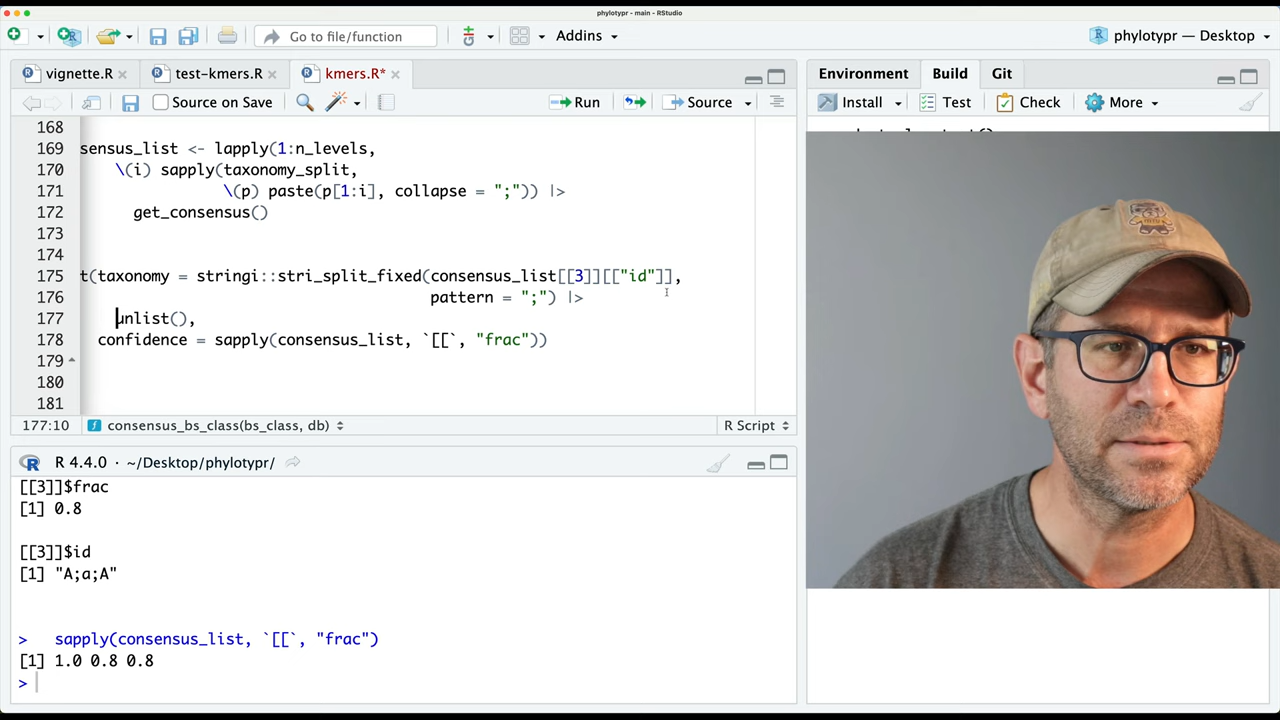 phylotypr - main - RStudio
Go to file/function
Addins
phylotypr — Desktop
vignette.R
test-kmers.R
kmers.R*
Source on Save
Run
Source
168
169 sensus_list <- lapply(1:n_levels,
170 \(i) sapply(taxonomy_split,
171 \(p) paste(p[1:i], collapse = ";")) |>
172 get_consensus()
173
174
175 t(taxonomy = stringi::stri_split_fixed(consensus_list[[3]][["id"]],
176 pattern = ";") |>
177 unlist(),
178 confidence = sapply(consensus_list, `[[`, "frac"))
179
180
181
177:10 consensus_bs_class(bs_class, db) R Script
R 4.4.0 · ~/Desktop/phylotypr/
[[3]]$frac
[1] 0.8
[[3]]$id
[1] "A;a;A"
> sapply(consensus_list, `[[`, "frac")
[1] 1.0 0.8 0.8
>
Environment Build Git
Install Test Check More